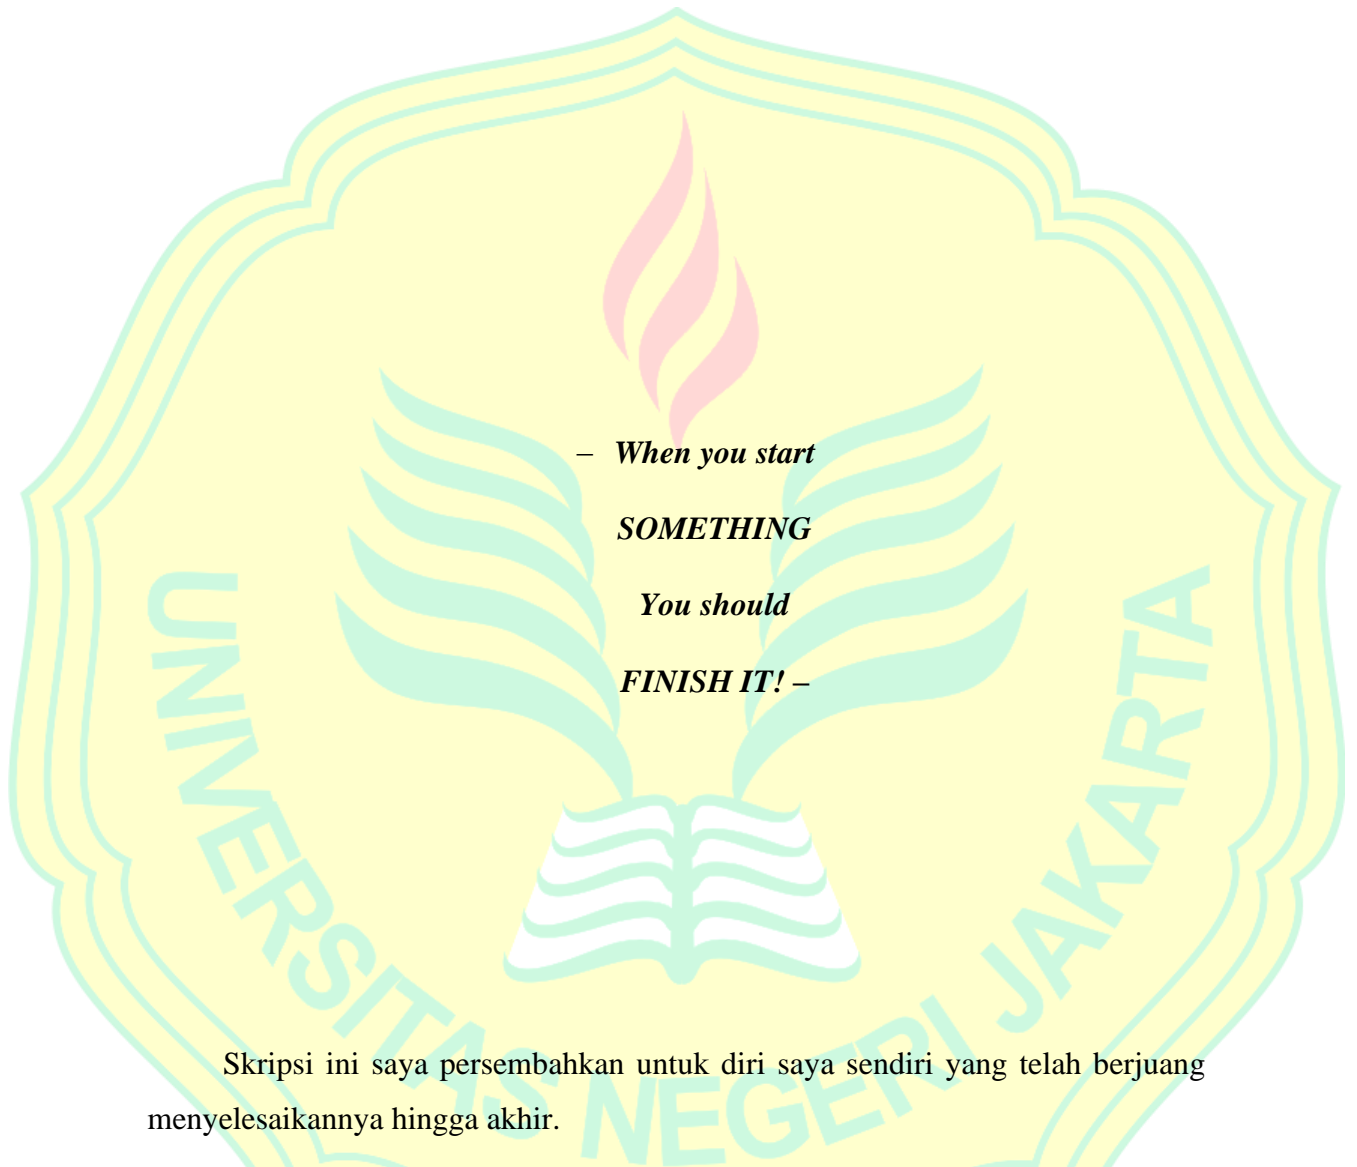 – When you start
SOMETHING
You should
FINISH IT! –
UNIVERSITAS NEGERI JAKARTA
Skripsi ini saya persembahkan untuk diri saya sendiri yang telah berjuang
menyelesaikannya hingga akhir.